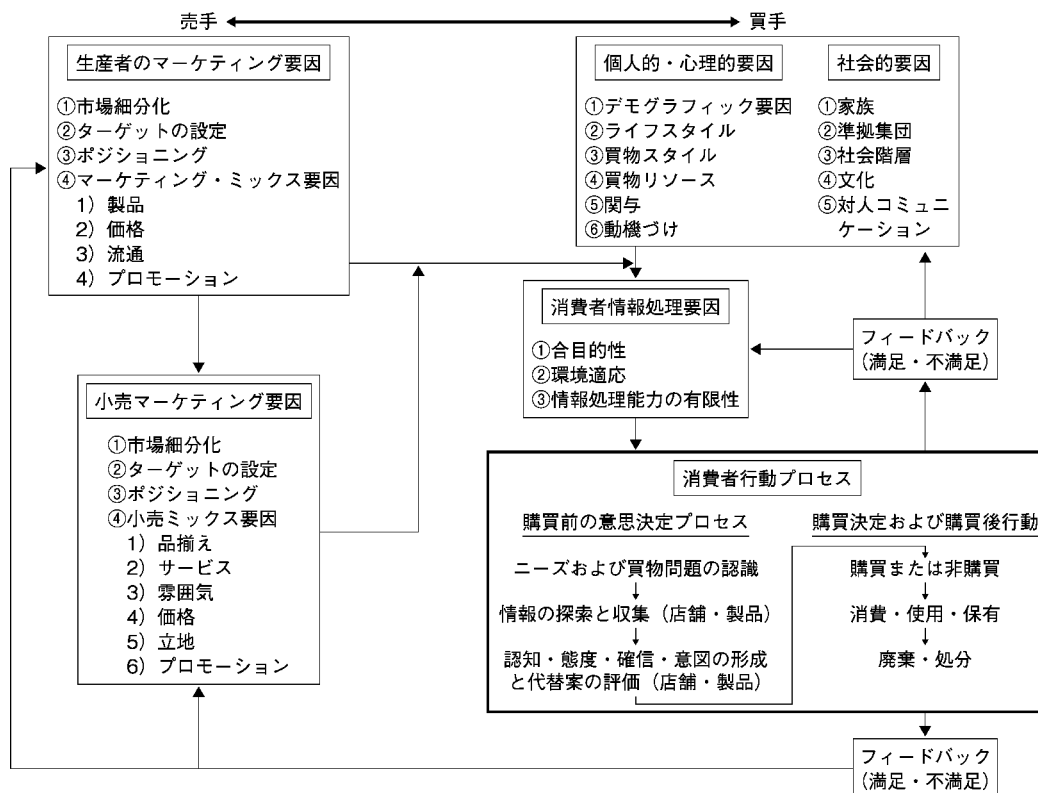 売手
買手
生産者のマーケティング要因
①市場細分化
②ターゲットの設定
③ポジショニング
④マーケティング・ミックス要因
1）製品
2）価格
3）流通
4）プロモーション
個人的・心理的要因
①デモグラフィック要因
②ライフスタイル
③買物スタイル
④買物リソース
⑤関与
⑥動機づけ
社会的要因
①家族
②準拠集団
③社会階層
④文化
⑤対人コミュニ
ケーション
消費者情報処理要因
①合目的性
②環境適応
③情報処理能力の有限性
フィードバック
（満足・不満足）
小売マーケティング要因
①市場細分化
②ターゲットの設定
③ポジショニング
④小売ミックス要因
1）品揃え
2）サービス
3）雰囲気
4）価格
5）立地
6）プロモーション
消費者行動プロセス
購買前の意思決定プロセス
ニーズおよび買物問題の認識
情報の探索と収集（店舗・製品）
認知・態度・確信・意図の形成
と代替案の評価（店舗・製品）
購買決定および購買後行動
購買または非購買
消費・使用・保有
廃棄・処分
フィードバック
（満足・不満足）